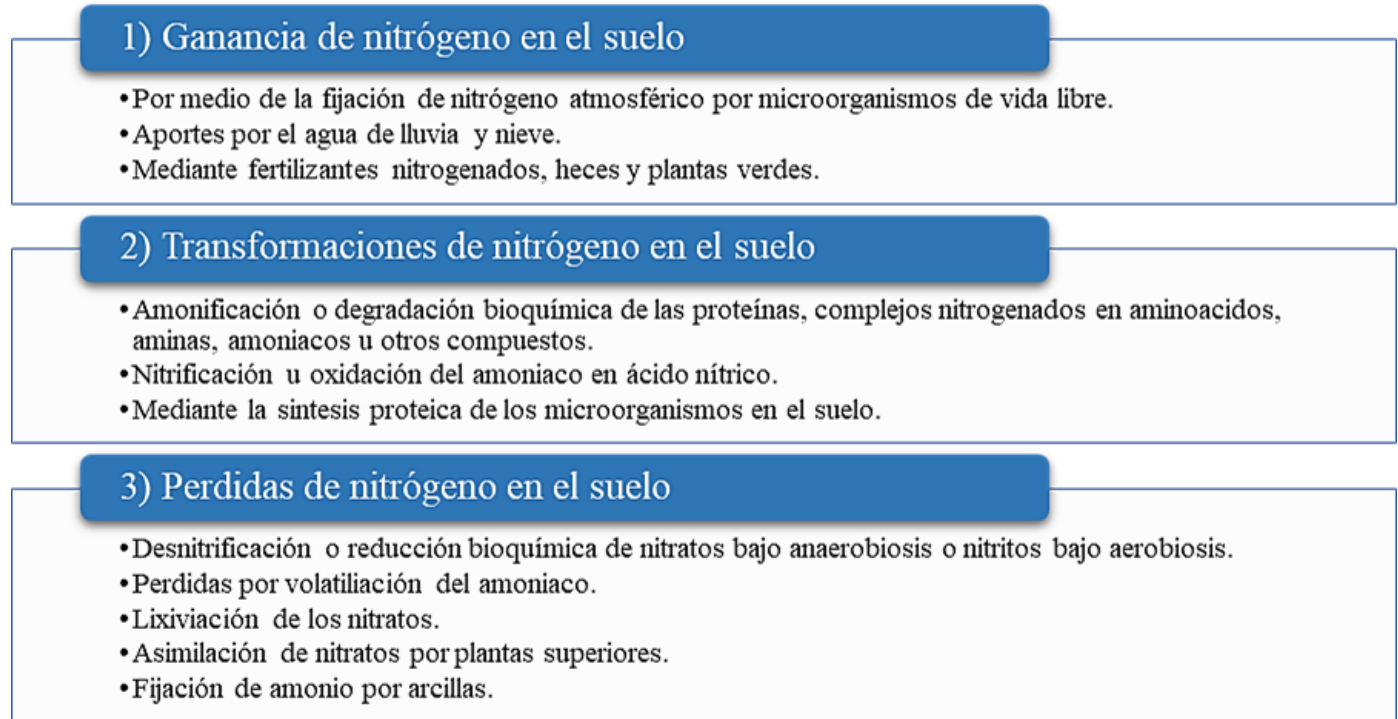 1) Ganancia de nitrógeno en el suelo
•Por medio de la fijación de nitrógeno atmosférico por microorganismos de vida libre.
•Aportes por el agua de lluvia y nieve.
•Mediante fertilizantes nitrogenados, heces y plantas verdes.
2) Transformaciones de nitrógeno en el suelo
•Amonificación o degradación bioquímica de las proteínas, complejos nitrogenados en aminoacidos,
aminas, amoniacos u otros compuestos.
•Nitrificación u oxidación del amoniaco en ácido nítrico.
•Mediante la sintesis proteica de los microorganismos en el suelo.
3) Perdidas de nitrógeno en el suelo
•Desnitrificación o reducción bioquímica de nitratos bajo anaerobiosis o nitritos bajo aerobiosis.
•Perdidas por volatiliación del amoniaco.
•Lixiviación de los nitratos.
•Asimilación de nitratos por plantas superiores.
•Fijación de amonio por arcillas.